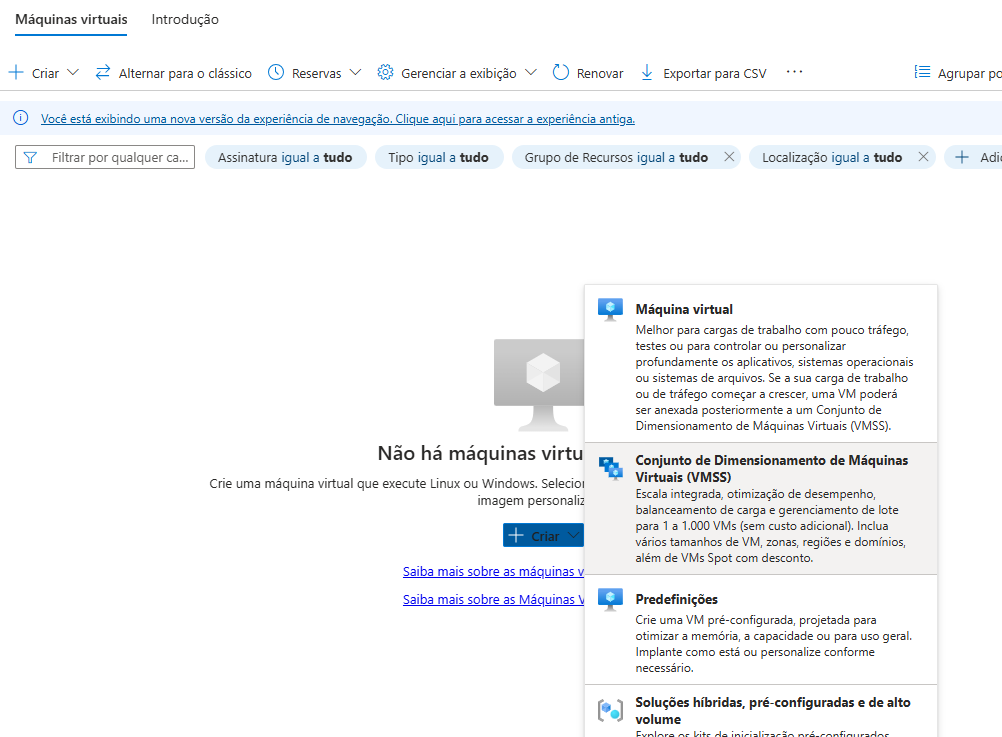 Máquinas virtuais Introdução
Criar Alternar para o clássico Reservas Gerenciar a exibição Renovar Exportar para CSV ... Agrupar
Você está exibindo uma nova versão da experiência de navegação. Clique aqui para acessar a experiência antiga.
Filtrar por qualquer ca... Assinatura igual a tudo Tipo igual a tudo Grupo de Recursos igual a tudo Localização igual a tudo
Não há máquinas
Crie uma máquina virtual que execute Linux ou Windows.
imagem
Criar
Saiba mais sobre as máquinas
Saiba mais sobre as Máquinas
Máquina virtual
Melhor para cargas de trabalho com pouco tráfego,
testes ou para controlar ou personalizar
profundamente os aplicativos, sistemas operacionais
ou sistemas de arquivos. Se a sua carga de trabalho
ou de tráfego começar a crescer, uma VM poderá
ser anexada posteriormente a um Conjunto de
Dimensionamento de Máquinas Virtuais (VMSS).
Conjunto de Dimensionamento de Máquinas
Virtuais (VMSS)
Escala integrada, otimização de desempenho,
balanceamento de carga e gerenciamento de lote
para 1 a 1.000 VMs (sem custo adicional). Inclua
vários tamanhos de VM, zonas, regiões e domínios,
além de VMs Spot com desconto.
Predefinições
Crie uma VM pré-configurada, projetada para
otimizar a memória, a capacidade ou para uso geral.
Implante como está ou personalize conforme
necessário.
Soluções híbridas, pré-configuradas e de alto
volume
Explore os kits de inicialização pré-configurados